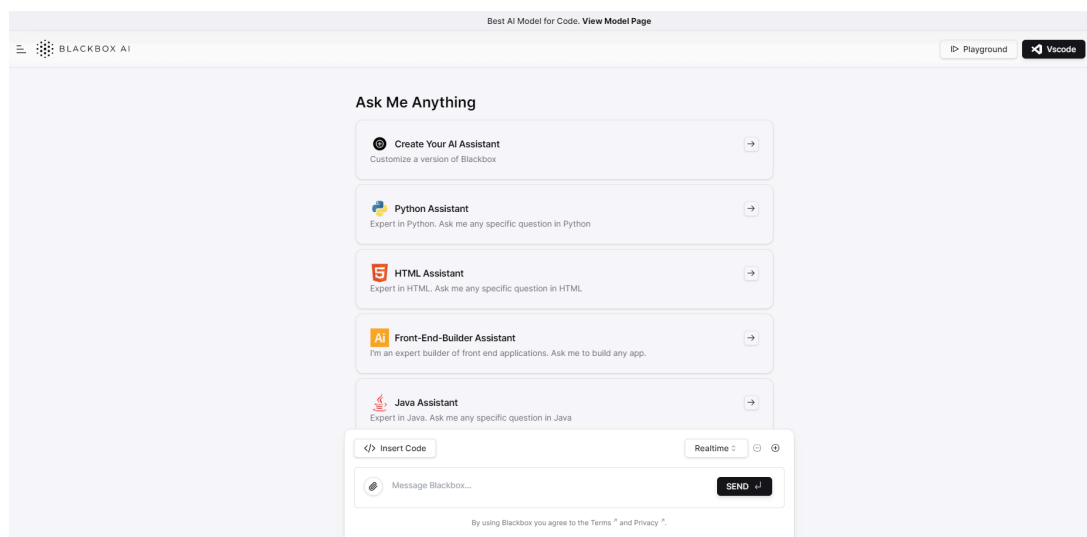 Best AI Model for Code. View Model Page
BLACKBOX AI
Playground
Vscode
Ask Me Anything
Create Your AI Assistant
Customize a version of Blackbox
Python Assistant
Expert in Python. Ask me any specific question in Python
HTML Assistant
Expert in HTML. Ask me any specific question in HTML
Ai
Front-End-Builder Assistant
I'm an expert builder of front end applications. Ask me to build any app.
Java Assistant
Expert in Java. Ask me any specific question in Java
</> Insert Code
Realtime
Message Blackbox...
SEND
By using Blackbox you agree to the Terms and Privacy.